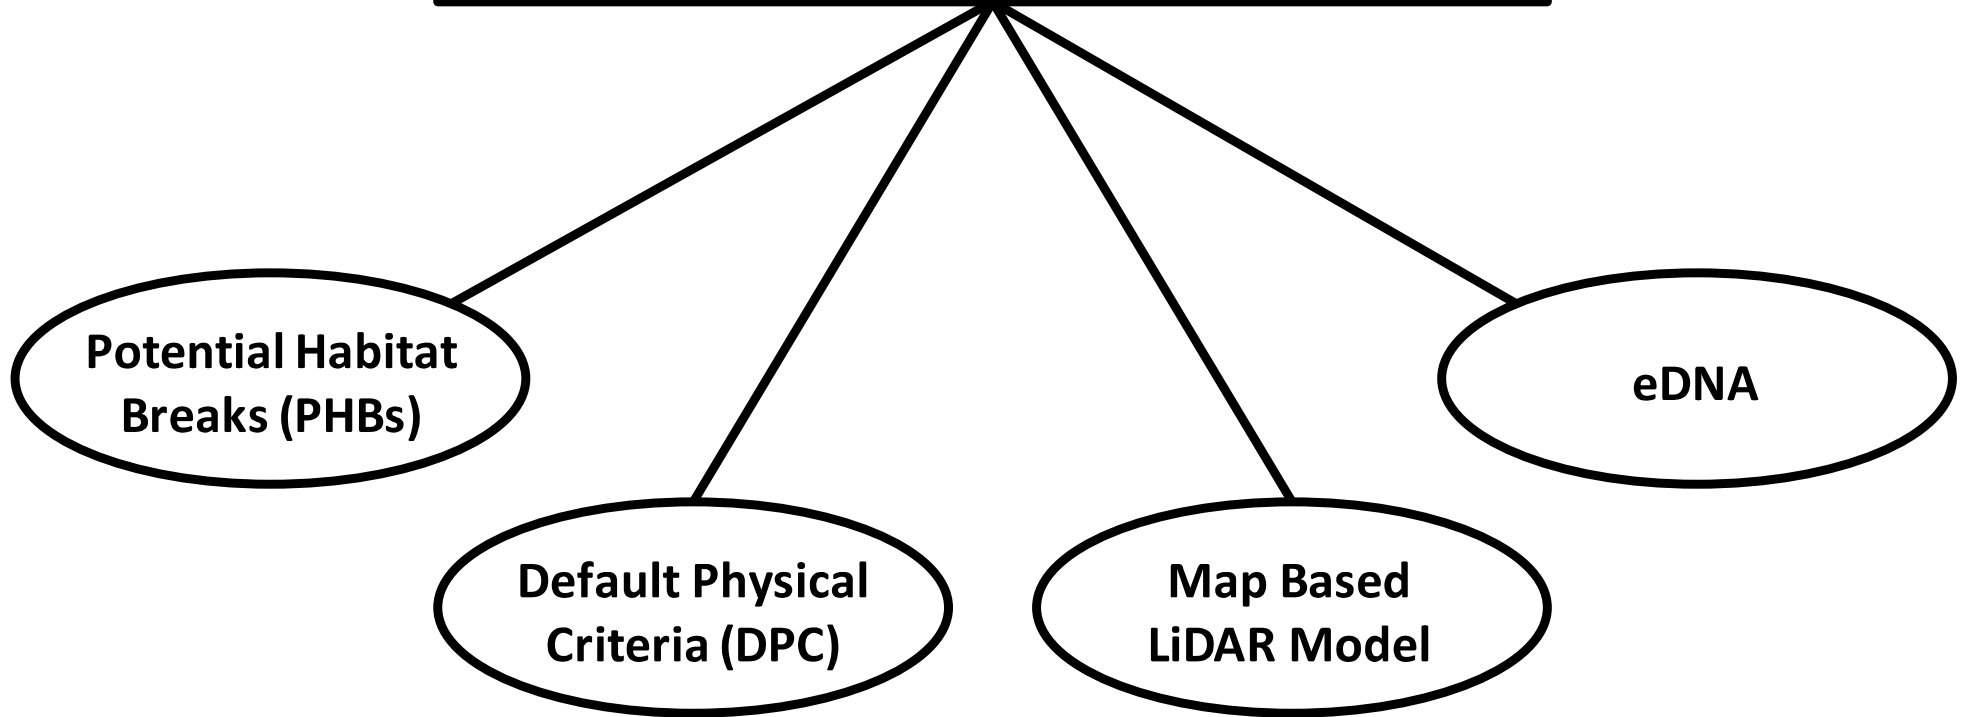 Potential Habitat
Breaks (PHBs)
eDNA
Default Physical
Criteria (DPC)
Map Based
LiDAR Model